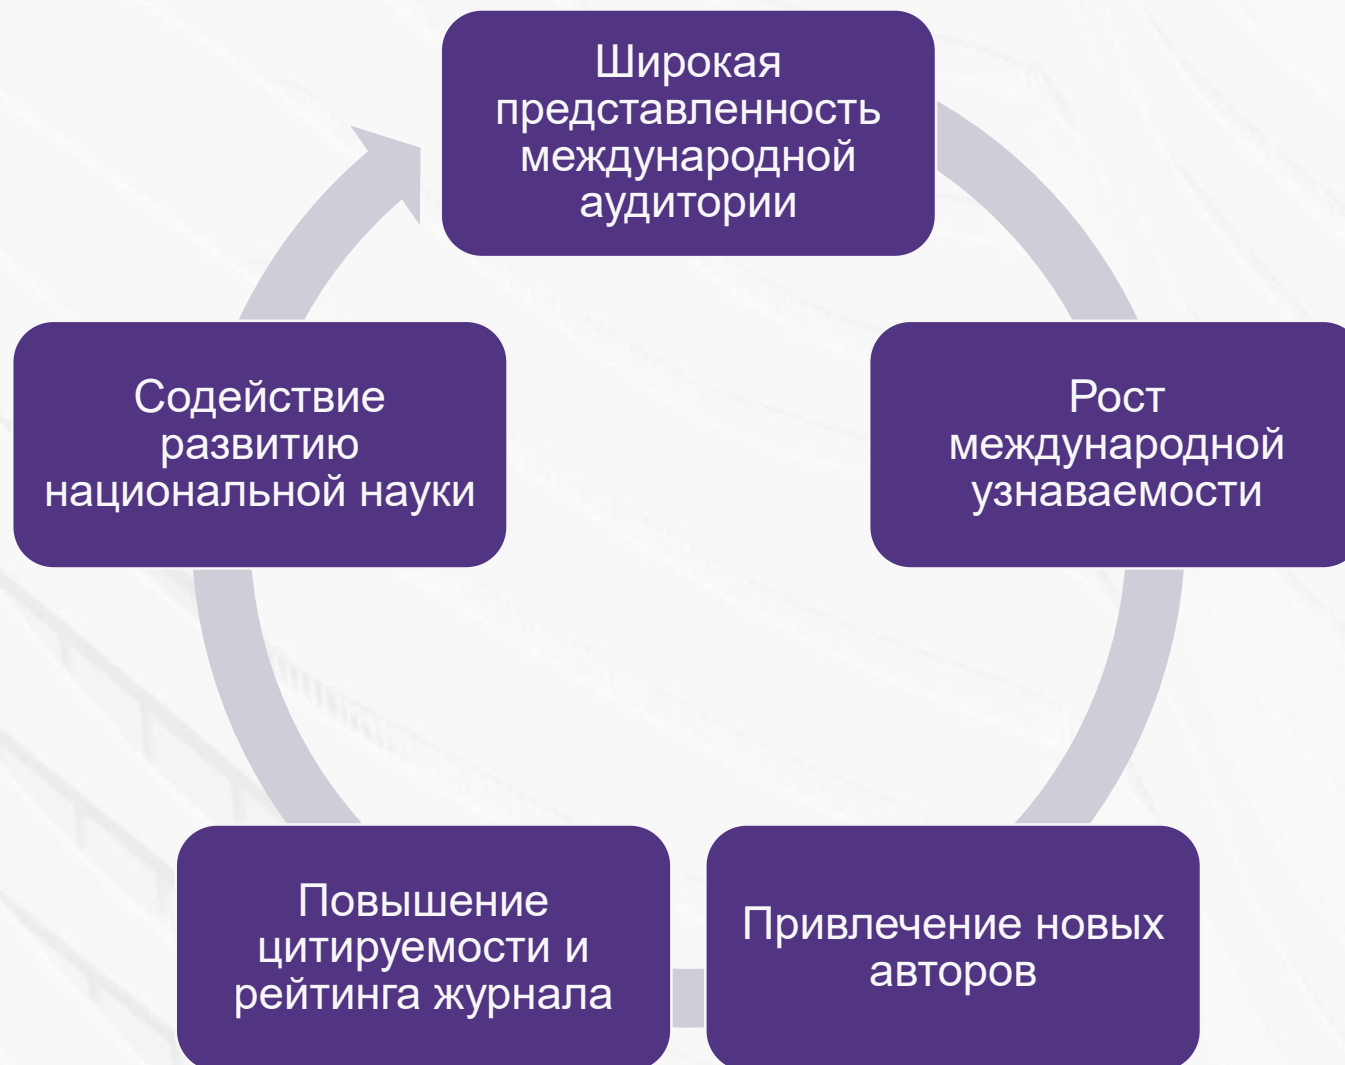 Широкая
представленность
международной
аудитории
Рост
международной
узнаваемости
Привлечение новых
авторов
Повышение
цитируемости и
рейтинга журнала
Содействие
развитию
национальной науки